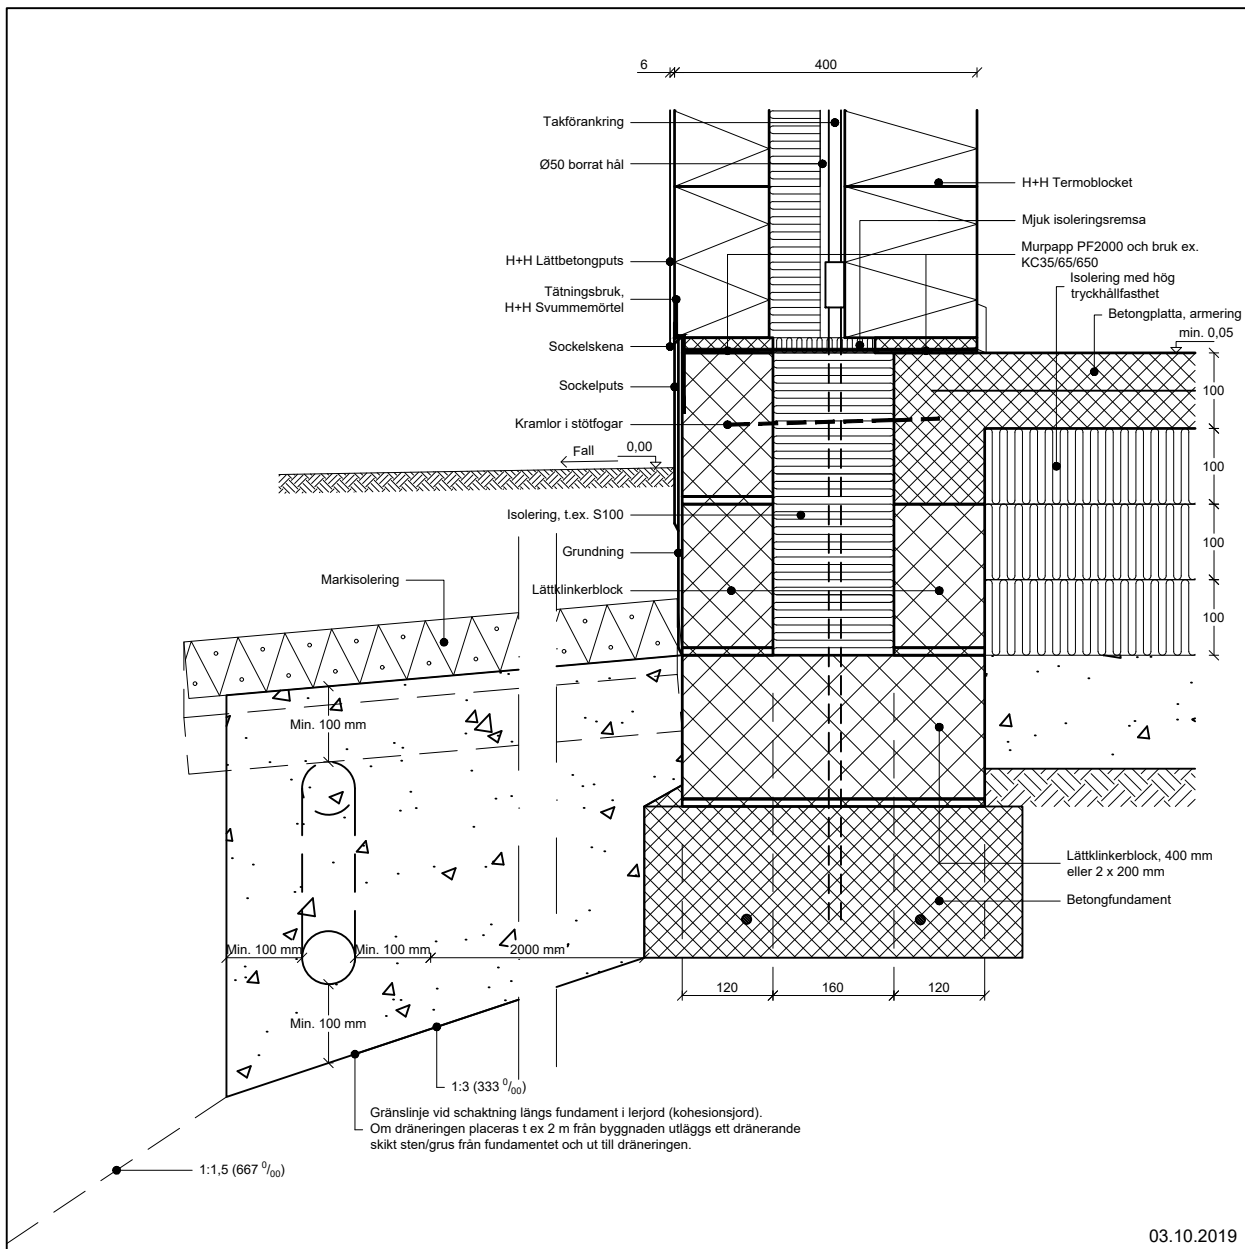 6
400
Takförankring
Ø50 borrat hål
H+H Termoblocket
Mjuk isoleringsremsa
Murpapp PF2000 och bruk ex.
KC35/65/650
H+H Lättbetongputs
Isolering med hög
tryckhållfasthet
Tätningsbruk,
H+H Svummemörtel
Betongplatta, armering
min. 0,05
Sockelskena
Sockelputs
100
Kramlor i stötfogar
Fall
0,00
100
Isolering, t.ex. S100
100
Grundning
Markisolering
Lättklinkerblock
100
Min. 100 mm
Lättklinkerblock, 400 mm
eller 2 x 200 mm
Betongfundament
Min. 100 mm
Min. 100 mm
2000 mm
120
160
120
Min. 100 mm
1:3 (333 0/00)
Gränslinje vid schaktning längs fundament i lerjord (kohesionsjord).
Om dräneringen placeras t ex 2 m från byggnaden utläggs ett dränerande
skikt sten/grus från fundamentet och ut till dräneringen.
1:1,5 (667 0/00)
03.10.2019